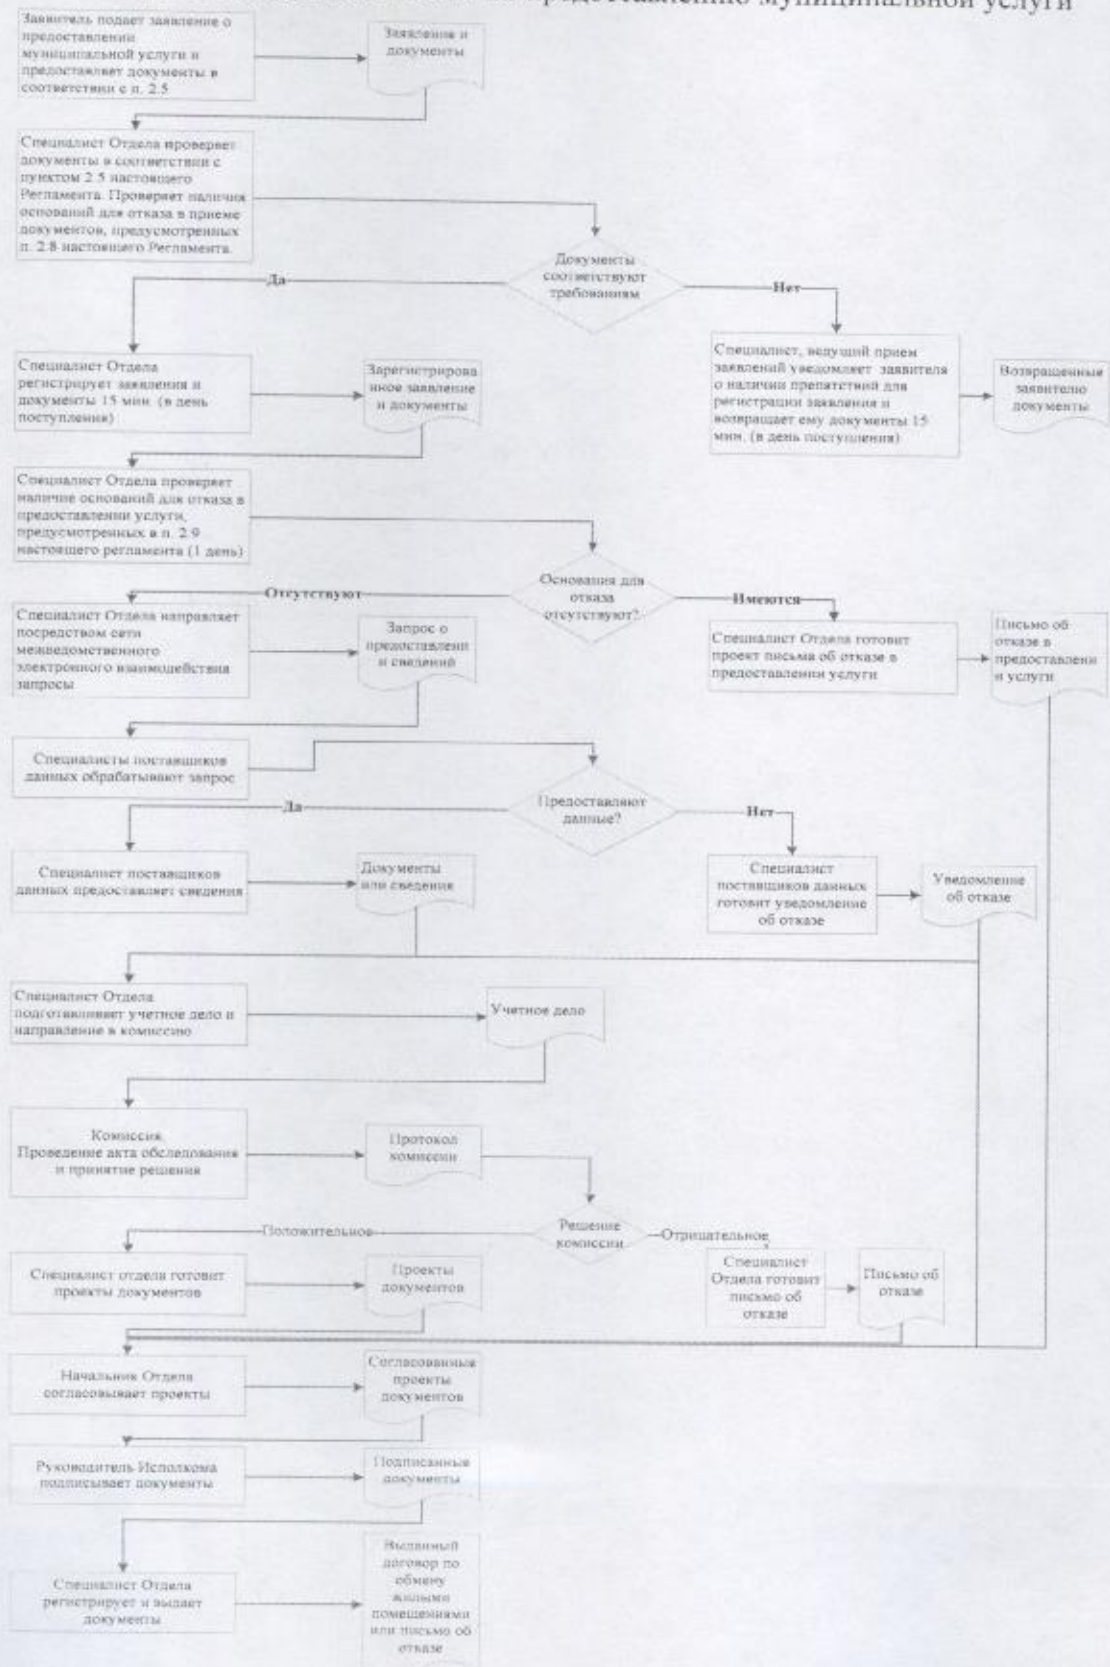 предоставлению муниципальной услуги
Заявитель подает заявление о
предоставлении
муниципальной услуги и
предоставляет документы в
соответствии с п. 2.5
Заявление и
документы
Специалист Отдела проверяет
документы в соответствии с
пунктом 2.5 настоящего
Регламента. Проверяет наличия
оснований для отказа в приеме
документов, предусмотренных
п. 2.8 настоящего Регламента.
Документы
соответствуют
требованиям
Да
Нет
Специалист Отдела
регистрирует заявления и
документы 15 мин. (в день
поступления)
Зарегистрирова
нное заявление
и документы
Специалист, ведущий прием
заявлений уведомляет заявителя
о наличии препятствий для
регистрации заявления и
возвращает ему документы 15
мин. (в день поступления)
Возвращенные
заявителю
документы
Специалист Отдела проверяет
наличие оснований для отказа в
предоставлении услуги,
предусмотренных в п. 2.9
настоящего регламента (1 день)
Основания для
отказа
отсутствуют?
Отсутствуют
Имеются
Специалист Отдела направляет
посредством сети
межведомственного
электронного взаимодействия
запросы
Запрос о
предоставлени
и сведений
Специалист Отдела готовит
проект письма об отказе в
предоставлении услуги
Письмо об
отказе в
предоставлени
и услуги
Специалисты поставщиков
данных обрабатывают запрос
Предоставляют
данные?
Да
Нет
Специалист поставщиков
данных предоставляет сведения
Документы
или сведения
Специалист
поставщиков данных
готовит уведомление
об отказе
Уведомление
об отказе
Специалист Отдела
подготавливает учетное дело и
направление в комиссию
Учетное дело
Комиссия.
Проведение акта обследования
и принятие решения
Протокол
комиссии
Решение
комиссии
Положительное
Отрицательное
Специалист отдела готовит
проекты документов
Проекты
документов
Специалист
Отдела готовит
письмо об
отказе
Письмо об
отказе
Начальник Отдела
согласовывает проекты
Согласованные
проекты
документов
Руководитель Исполкома
подписывает документы
Подписанные
документы
Специалист Отдела
регистрирует и выдает
документы
Выданный
договор по
обмену
жилыми
помещениями
или письмо об
отказе